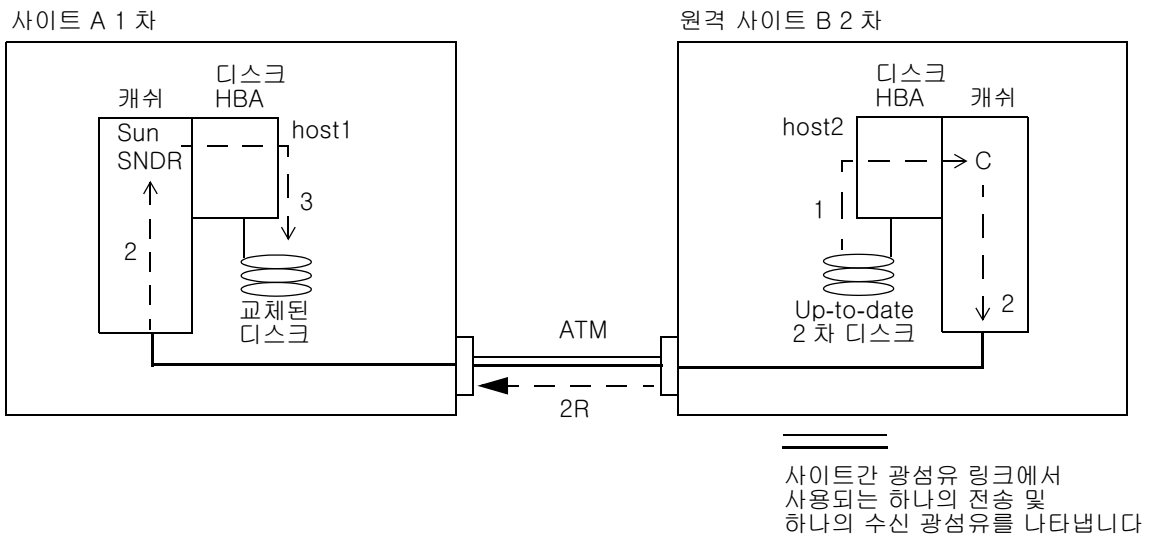 사이트 A 1 차
디스크
HBA
캐쉬
Sun
SNDR
host1
3
2
교체된
디스크
ATM
2R
원격 사이트 B 2 차
디스크
HBA
캐쉬
host2
C
1
2
Up-to-date
2 차 디스크
사이트간 광섬유 링크에서
사용되는 하나의 전송 및
하나의 수신 광섬유를 나타냅니다